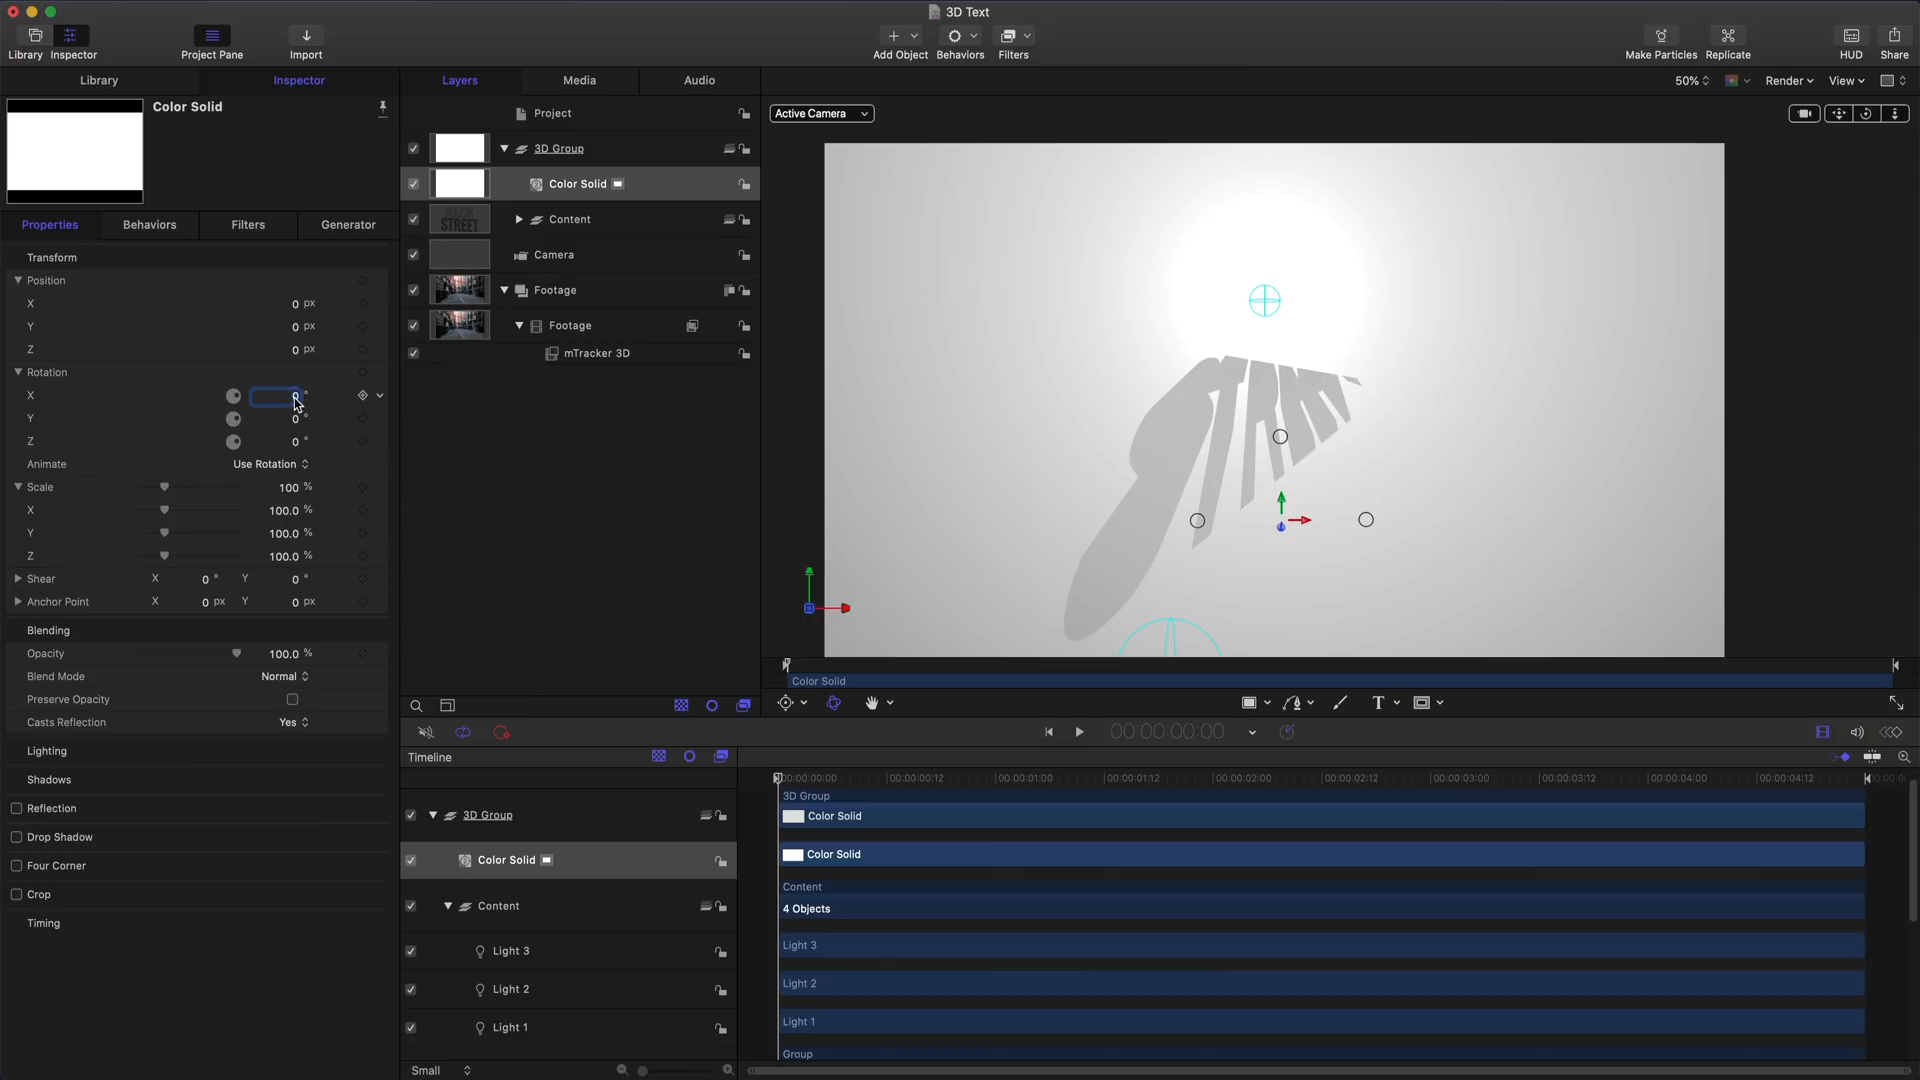 3D Text
Library
Inspector
Project Pane
Import
Add Object
Behaviors
Filters
Make Particles
Replicate
HUD
Share
Library
Inspector
Layers
Media
Audio
50%
Render
View
Color Solid
Properties
Behaviors
Filters
Generator
Transform
Position
X 0 px
Y 0 px
Z 0 px
Rotation
X 0 °
Y 0 °
Z 0 °
Animate Use Rotation
Scale 100 %
X 100.0 %
Y 100.0 %
Z 100.0 %
Shear X 0 ° Y 0 °
Anchor Point X 0 px Y 0 px
Blending
Opacity 100.0 %
Blend Mode Normal
Preserve Opacity
Casts Reflection Yes
Lighting
Shadows
Reflection
Drop Shadow
Four Corner
Crop
Timing
Project
3D Group
Color Solid
STREET
Content
Camera
Footage
Footage
mTracker 3D
Active Camera
Color Solid
T
00:00:00:00
Timeline
00:00:00:00 00:00:00:12 00:00:01:00 00:00:01:12 00:00:02:00 00:00:02:12 00:00:03:00 00:00:03:12 00:00:04:00 00:00:04:12
3D Group
3D Group
Color Solid
Color Solid
Color Solid
Content
Content
4 Objects
Light 3
Light 3
Light 2
Light 2
Light 1
Light 1
Group
Small